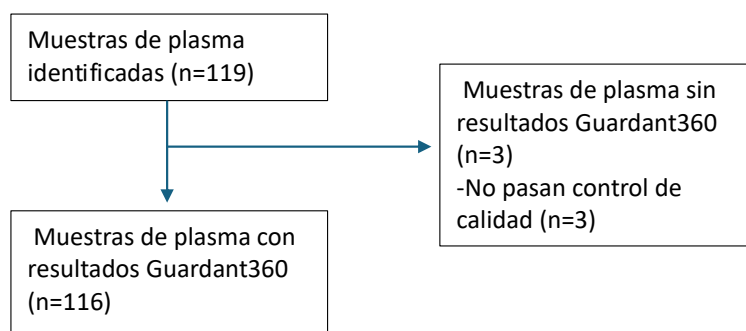 Muestras de plasma
identificadas (n=119)
Muestras de plasma sin
resultados Guardant360
(n=3)
-No pasan control de
calidad (n=3)
Muestras de plasma con
resultados Guardant360
(n=116)